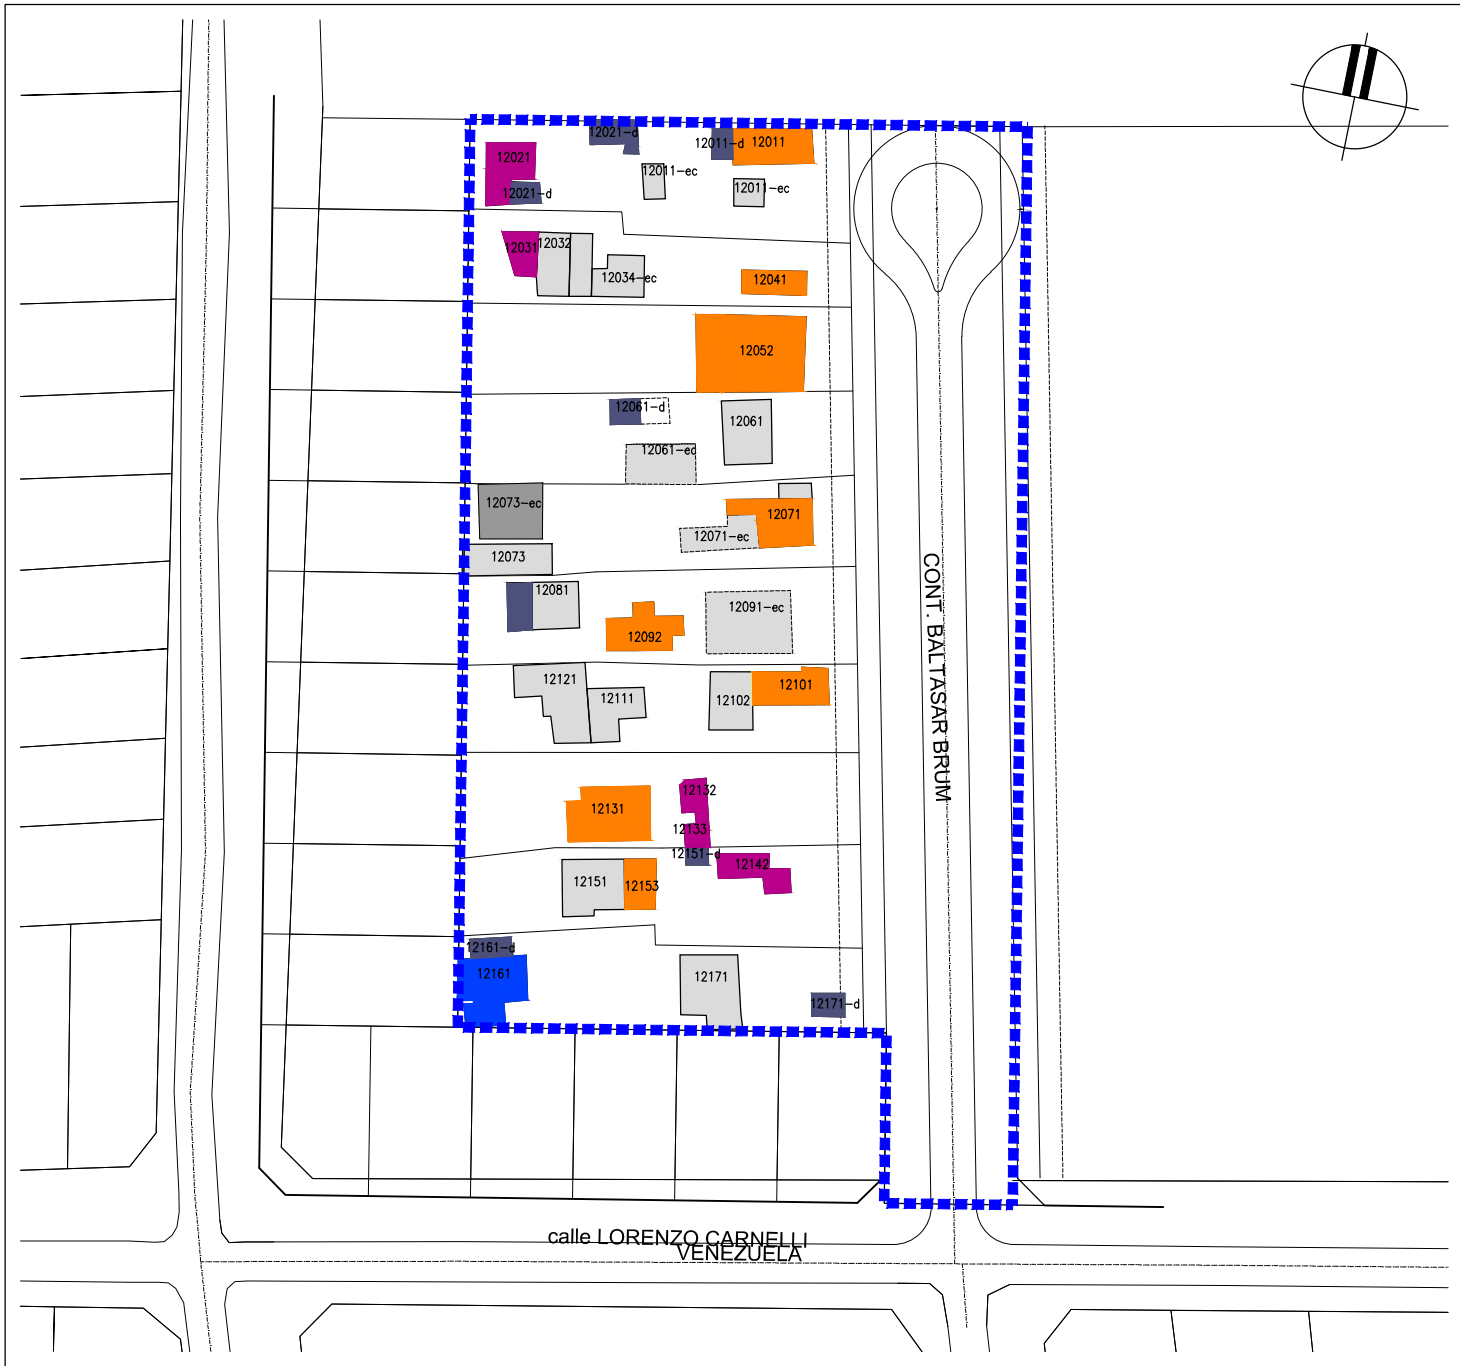 12021-d
12011-d
12011
12021
12011-ec
12011-ec
12021-d
12031
12032
12034-ec
12041
12052
12061-d
12061
12061-ec
12073-ec
12071
12071-ec
12073
12081
12091-ec
12092
12121
12111
12102
12101
CONT. BALTASAR BRUM
12132
12131
12133
12151-d
12142
12151
12153
12161-d
12161
12171
12171-d
calle LORENZO CARNELLI
VENEZUELA